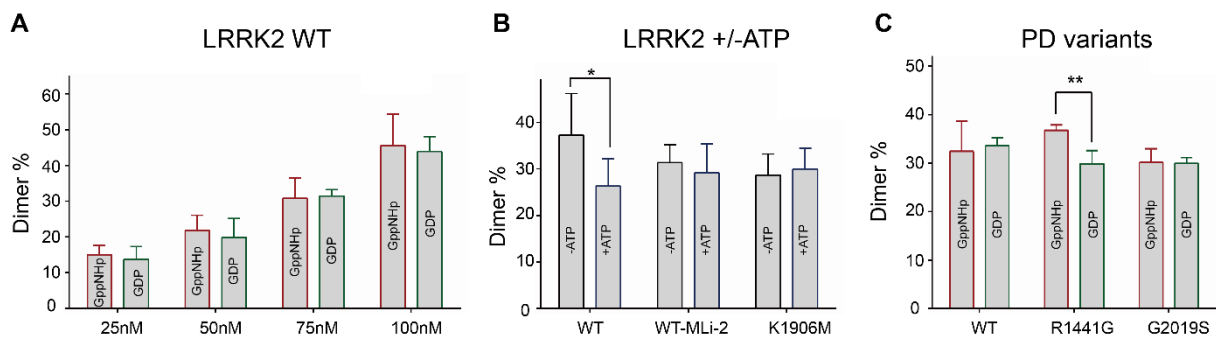 A
LRRK2 WT
Dimer %
60
50
40
30
20
10
0
GppNHp
GDP
GppNHp
GDP
GppNHp
GDP
GppNHp
GDP
25nM
50nM
75nM
100nM
B
LRRK2 +/-ATP
Dimer %
40
30
20
10
0
*
-ATP
+ATP
-ATP
+ATP
-ATP
+ATP
WT
WT-MLi-2
K1906M
C
PD variants
Dimer %
50
40
30
20
10
0
**
GppNHp
GDP
GppNHp
GDP
GppNHp
GDP
WT
R1441G
G2019S